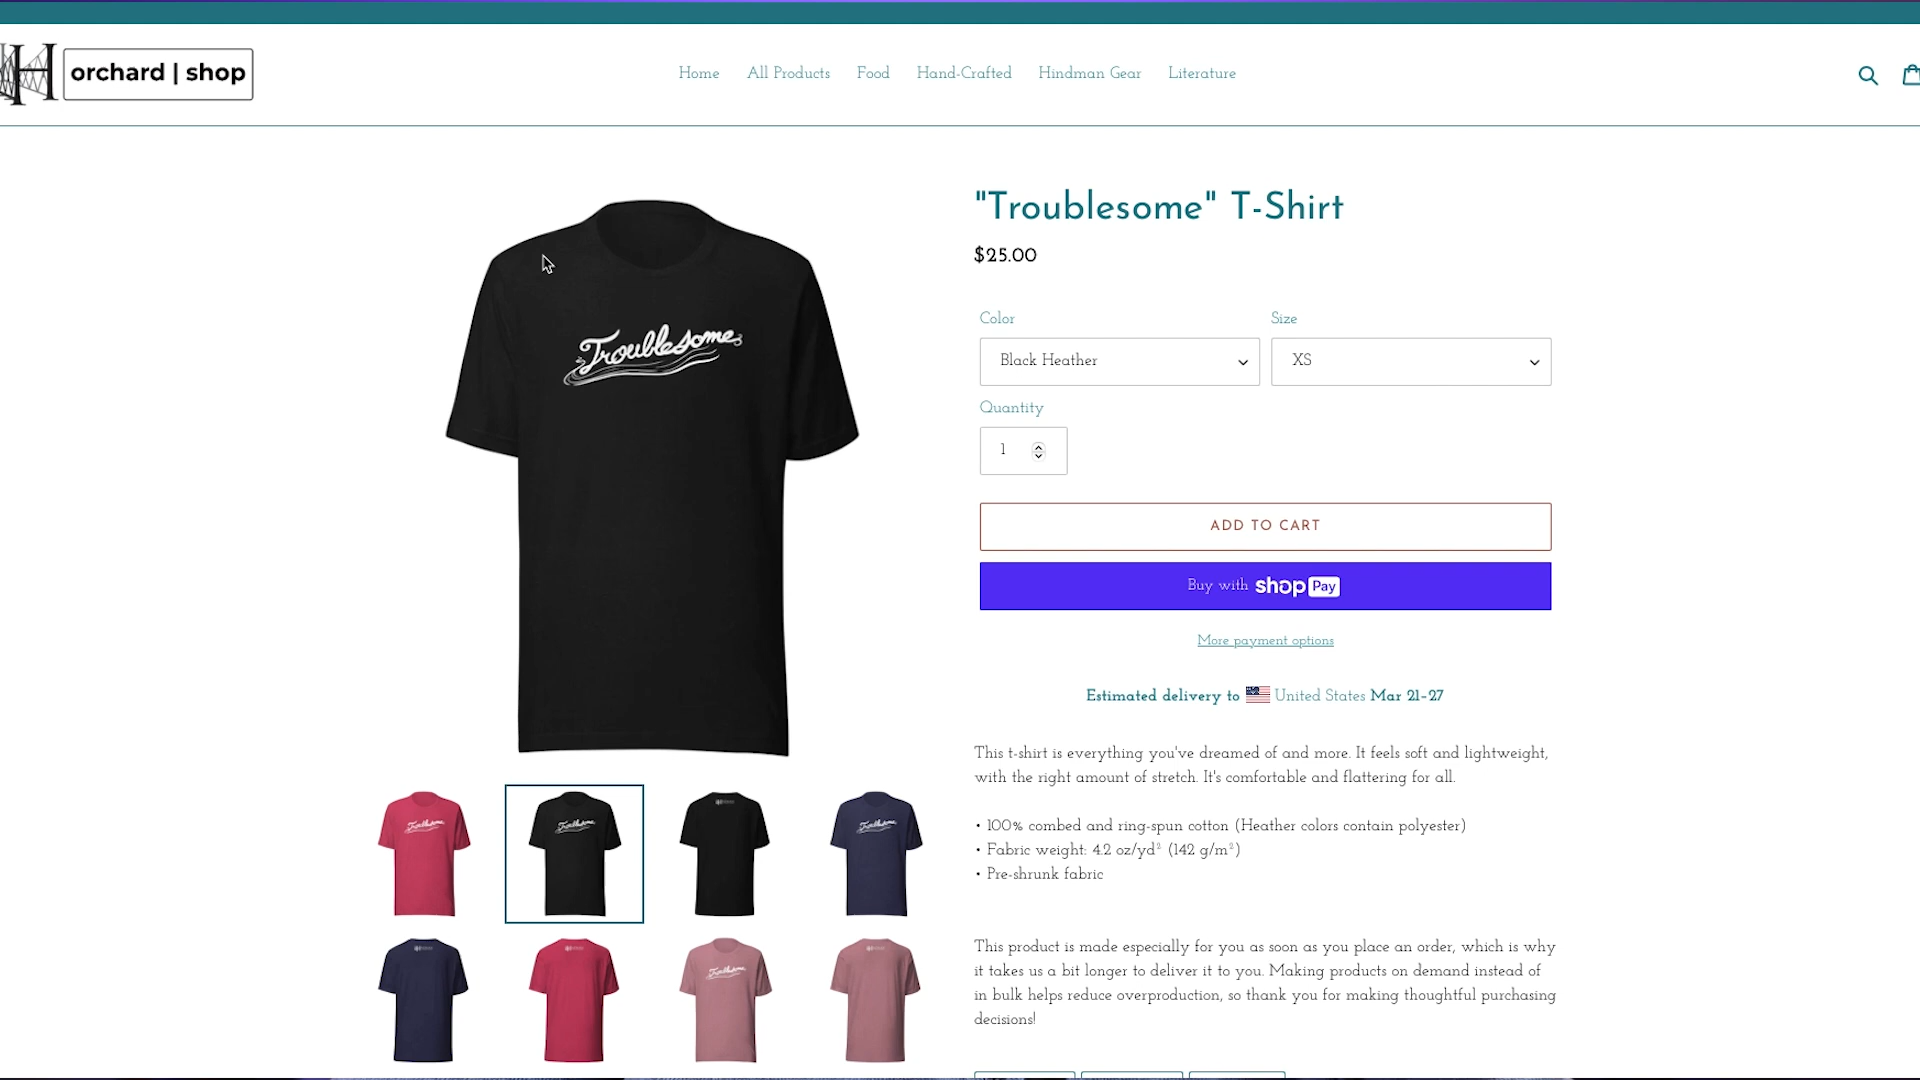 H orchard | shop
Home All Products Food Hand-Crafted Hindman Gear Literature
"Troublesome" T-Shirt
$25.00
Troublesome
Color Size
Black Heather XS
Quantity
1
ADD TO CART
Buy with shop Pay
More payment options
Estimated delivery to United States Mar 21–27
This t-shirt is everything you've dreamed of and more. It feels soft and lightweight,
with the right amount of stretch. It's comfortable and flattering for all.
• 100% combed and ring-spun cotton (Heather colors contain polyester)
• Fabric weight: 4.2 oz/yd² (142 g/m²)
• Pre-shrunk fabric
This product is made especially for you as soon as you place an order, which is why
it takes us a bit longer to deliver it to you. Making products on demand instead of
in bulk helps reduce overproduction, so thank you for making thoughtful purchasing
decisions!
Troublesome
Troublesome
Troublesome
Troublesome